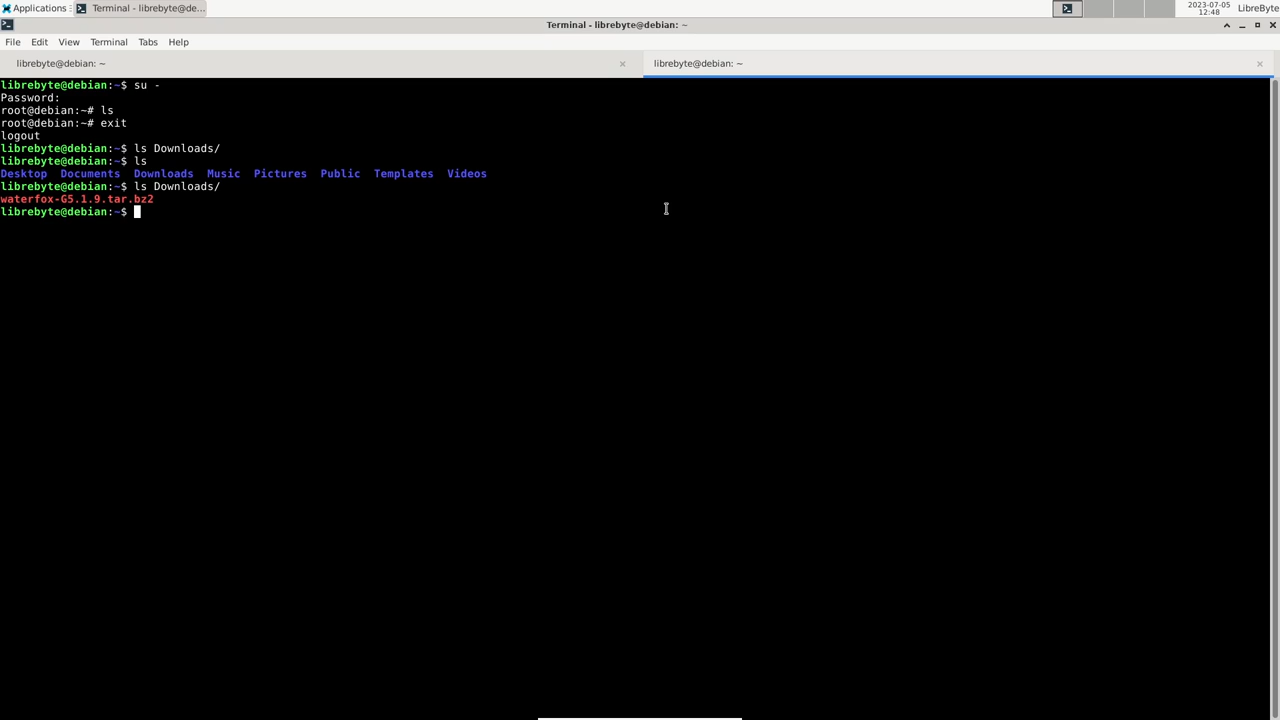 Applications
Terminal - librebyte@de...
2023-07-05
12:48
LibreByte
Terminal - librebyte@debian: ~
File Edit View Terminal Tabs Help
librebyte@debian: ~
librebyte@debian: ~
librebyte@debian:~$ su -
Password:
root@debian:~# ls
root@debian:~# exit
logout
librebyte@debian:~$ ls Downloads/
librebyte@debian:~$ ls
Desktop Documents Downloads Music Pictures Public Templates Videos
librebyte@debian:~$ ls Downloads/
waterfox-G5.1.9.tar.bz2
librebyte@debian:~$